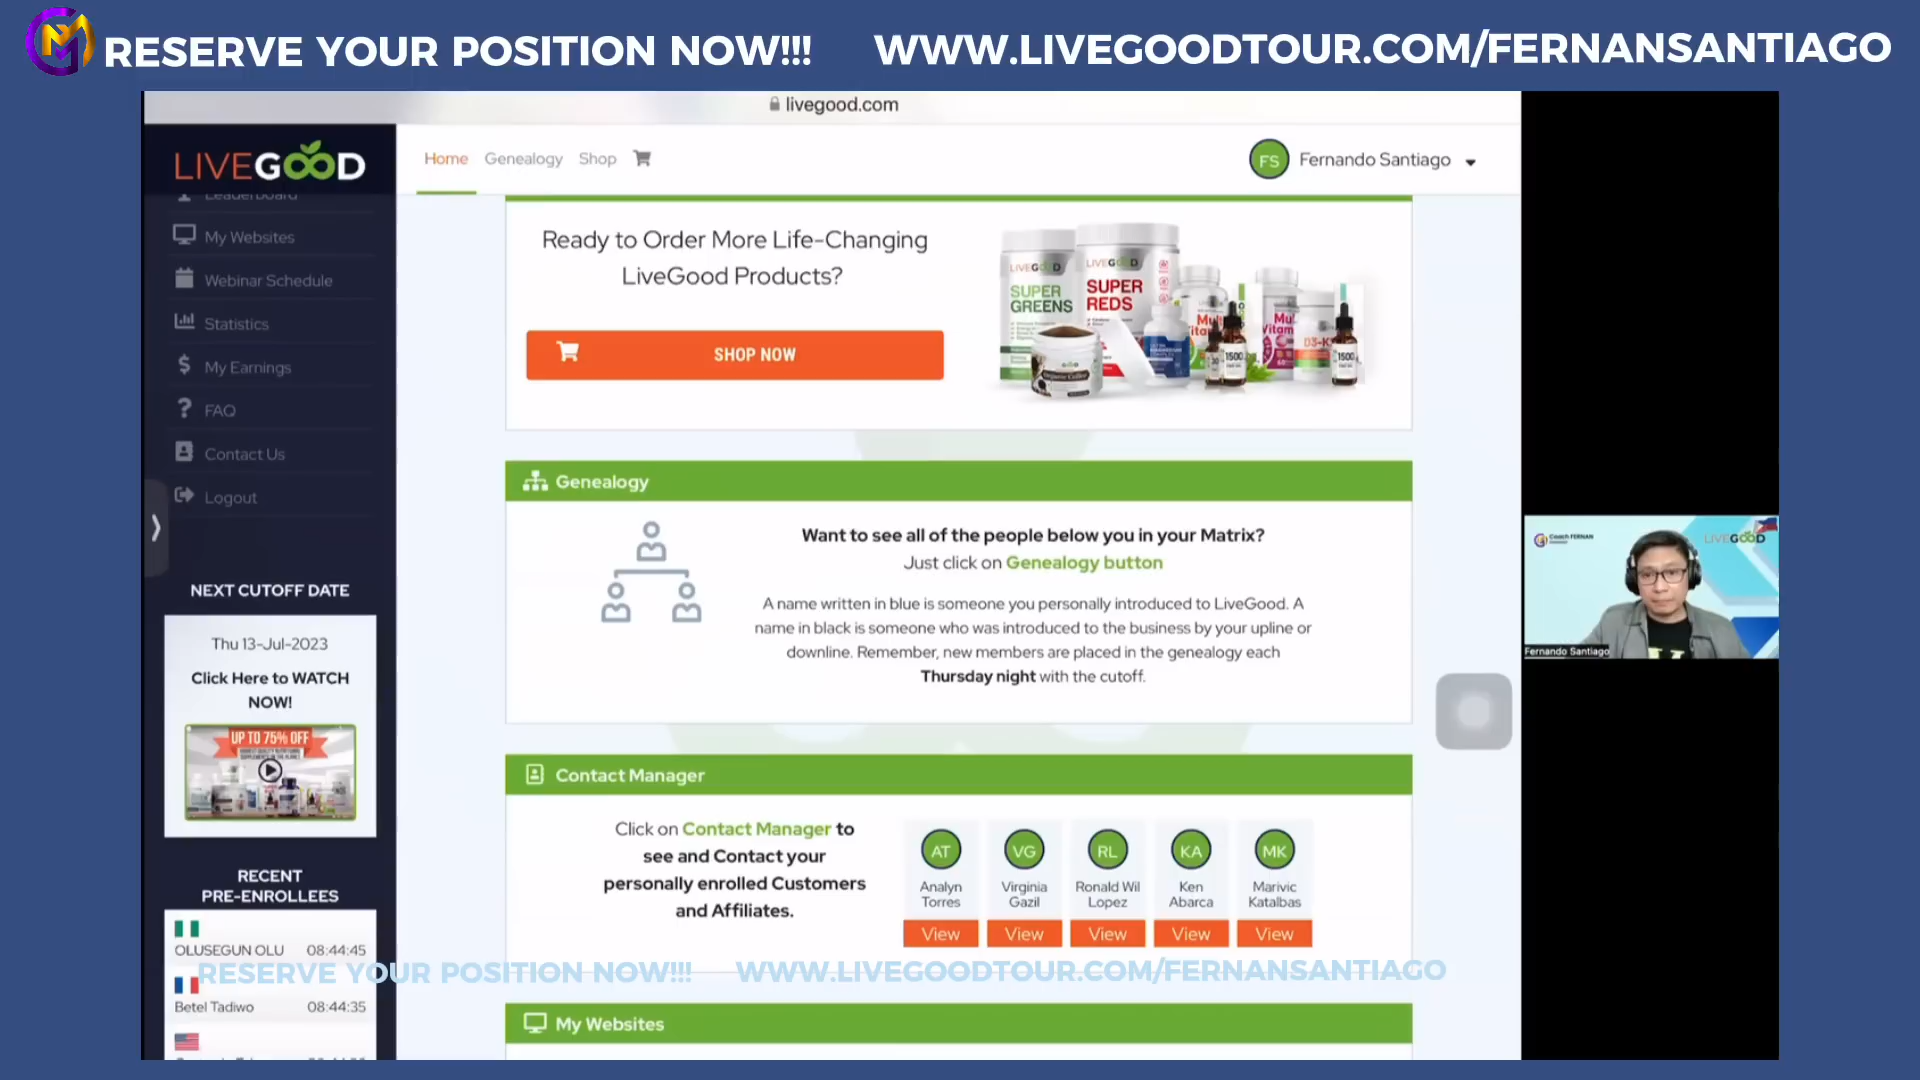 RESERVE YOUR POSITION NOW!!! WWW.LIVEGOODTOUR.COM/FERNANSANTIAGO
livegood.com
LIVEGOOD
Home Genealogy Shop
FS Fernando Santiago
Leaderboard
My Websites
Webinar Schedule
Statistics
My Earnings
FAQ
Contact Us
Logout
NEXT CUTOFF DATE
Thu 13-Jul-2023
Click Here to WATCH
NOW!
UP TO 75% OFF
RECENT
PRE-ENROLLEES
OLUSEGUN OLU 08:44:45
Betel Tadiwo 08:44:35
Ready to Order More Life-Changing
LiveGood Products?
SHOP NOW
LIVEGOOD
SUPER
GREENS
LIVEGOOD
SUPER
REDS
D3-K
1500
1500
Genealogy
Want to see all of the people below you in your Matrix?
Just click on Genealogy button
A name written in blue is someone you personally introduced to LiveGood. A
name in black is someone who was introduced to the business by your upline or
downline. Remember, new members are placed in the genealogy each
Thursday night with the cutoff.
Contact Manager
Click on Contact Manager to
see and Contact your
personally enrolled Customers
and Affiliates.
AT VG RL KA MK
Analyn Virginia Ronald Wil Ken Marivic
Torres Gazil Lopez Abarca Katalbas
View View View View View
RESERVE YOUR POSITION NOW!!! WWW.LIVEGOODTOUR.COM/FERNANSANTIAGO
My Websites
Coach FERNAN
LIVEGOOD
Fernando Santiago